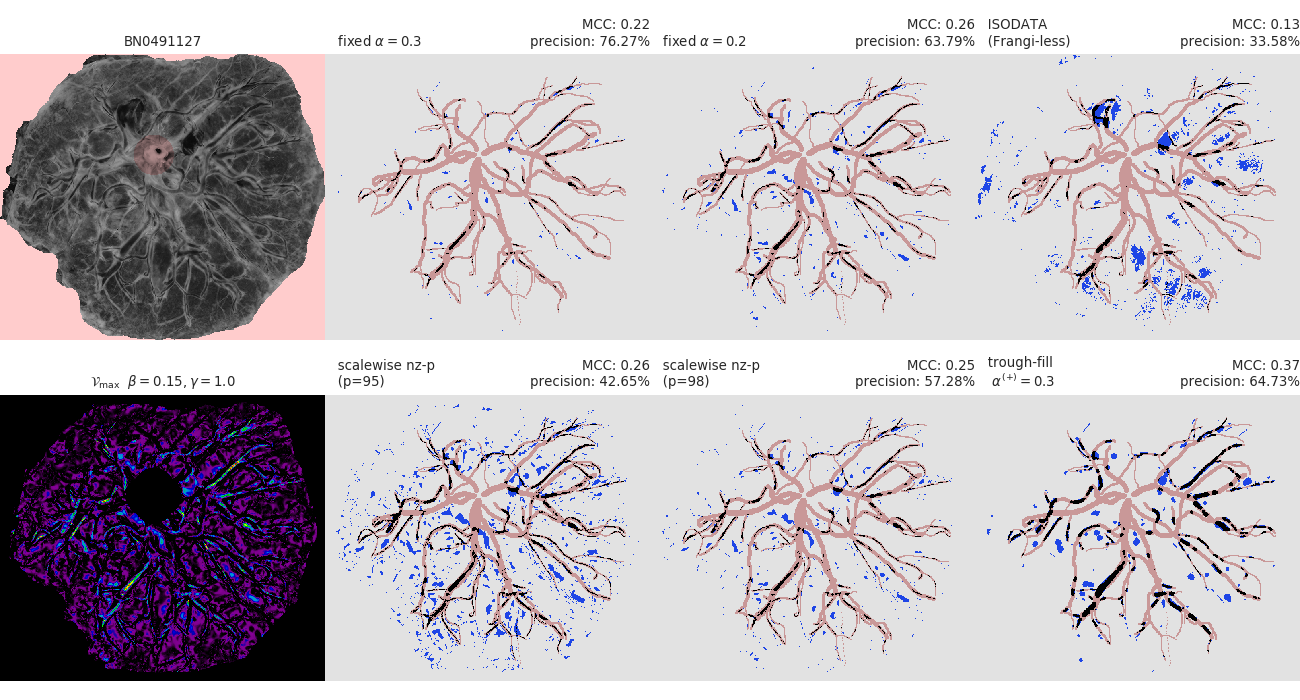 BN0491127
fixed α = 0.3
MCC: 0.22
precision: 76.27%
fixed α = 0.2
MCC: 0.26
precision: 63.79%
ISODATA
(Frangi-less)
MCC: 0.13
precision: 33.58%
𝒱max β = 0.15, γ = 1.0
scalewise nz-p
(p=95)
MCC: 0.26
precision: 42.65%
scalewise nz-p
(p=98)
MCC: 0.25
precision: 57.28%
trough-fill
α(+) = 0.3
MCC: 0.37
precision: 64.73%